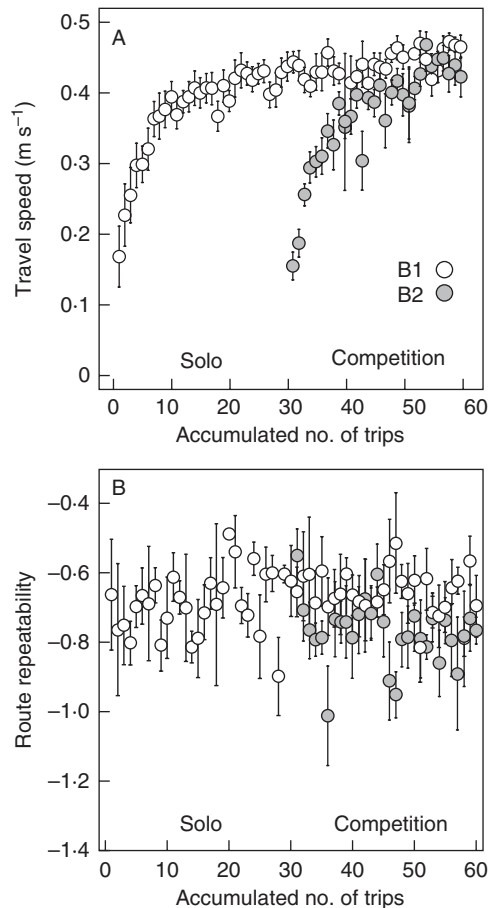 0·5
A
0·4
0·3
0·2
0·1
0
Travel speed (m s−1)
B1
B2
Solo
Competition
0 10 20 30 40 50 60
Accumulated no. of trips
−0.4
B
−0.6
−0.8
−1.0
−1.2
−1.4
Route repeatability
Solo
Competition
0 10 20 30 40 50 60
Accumulated no. of trips